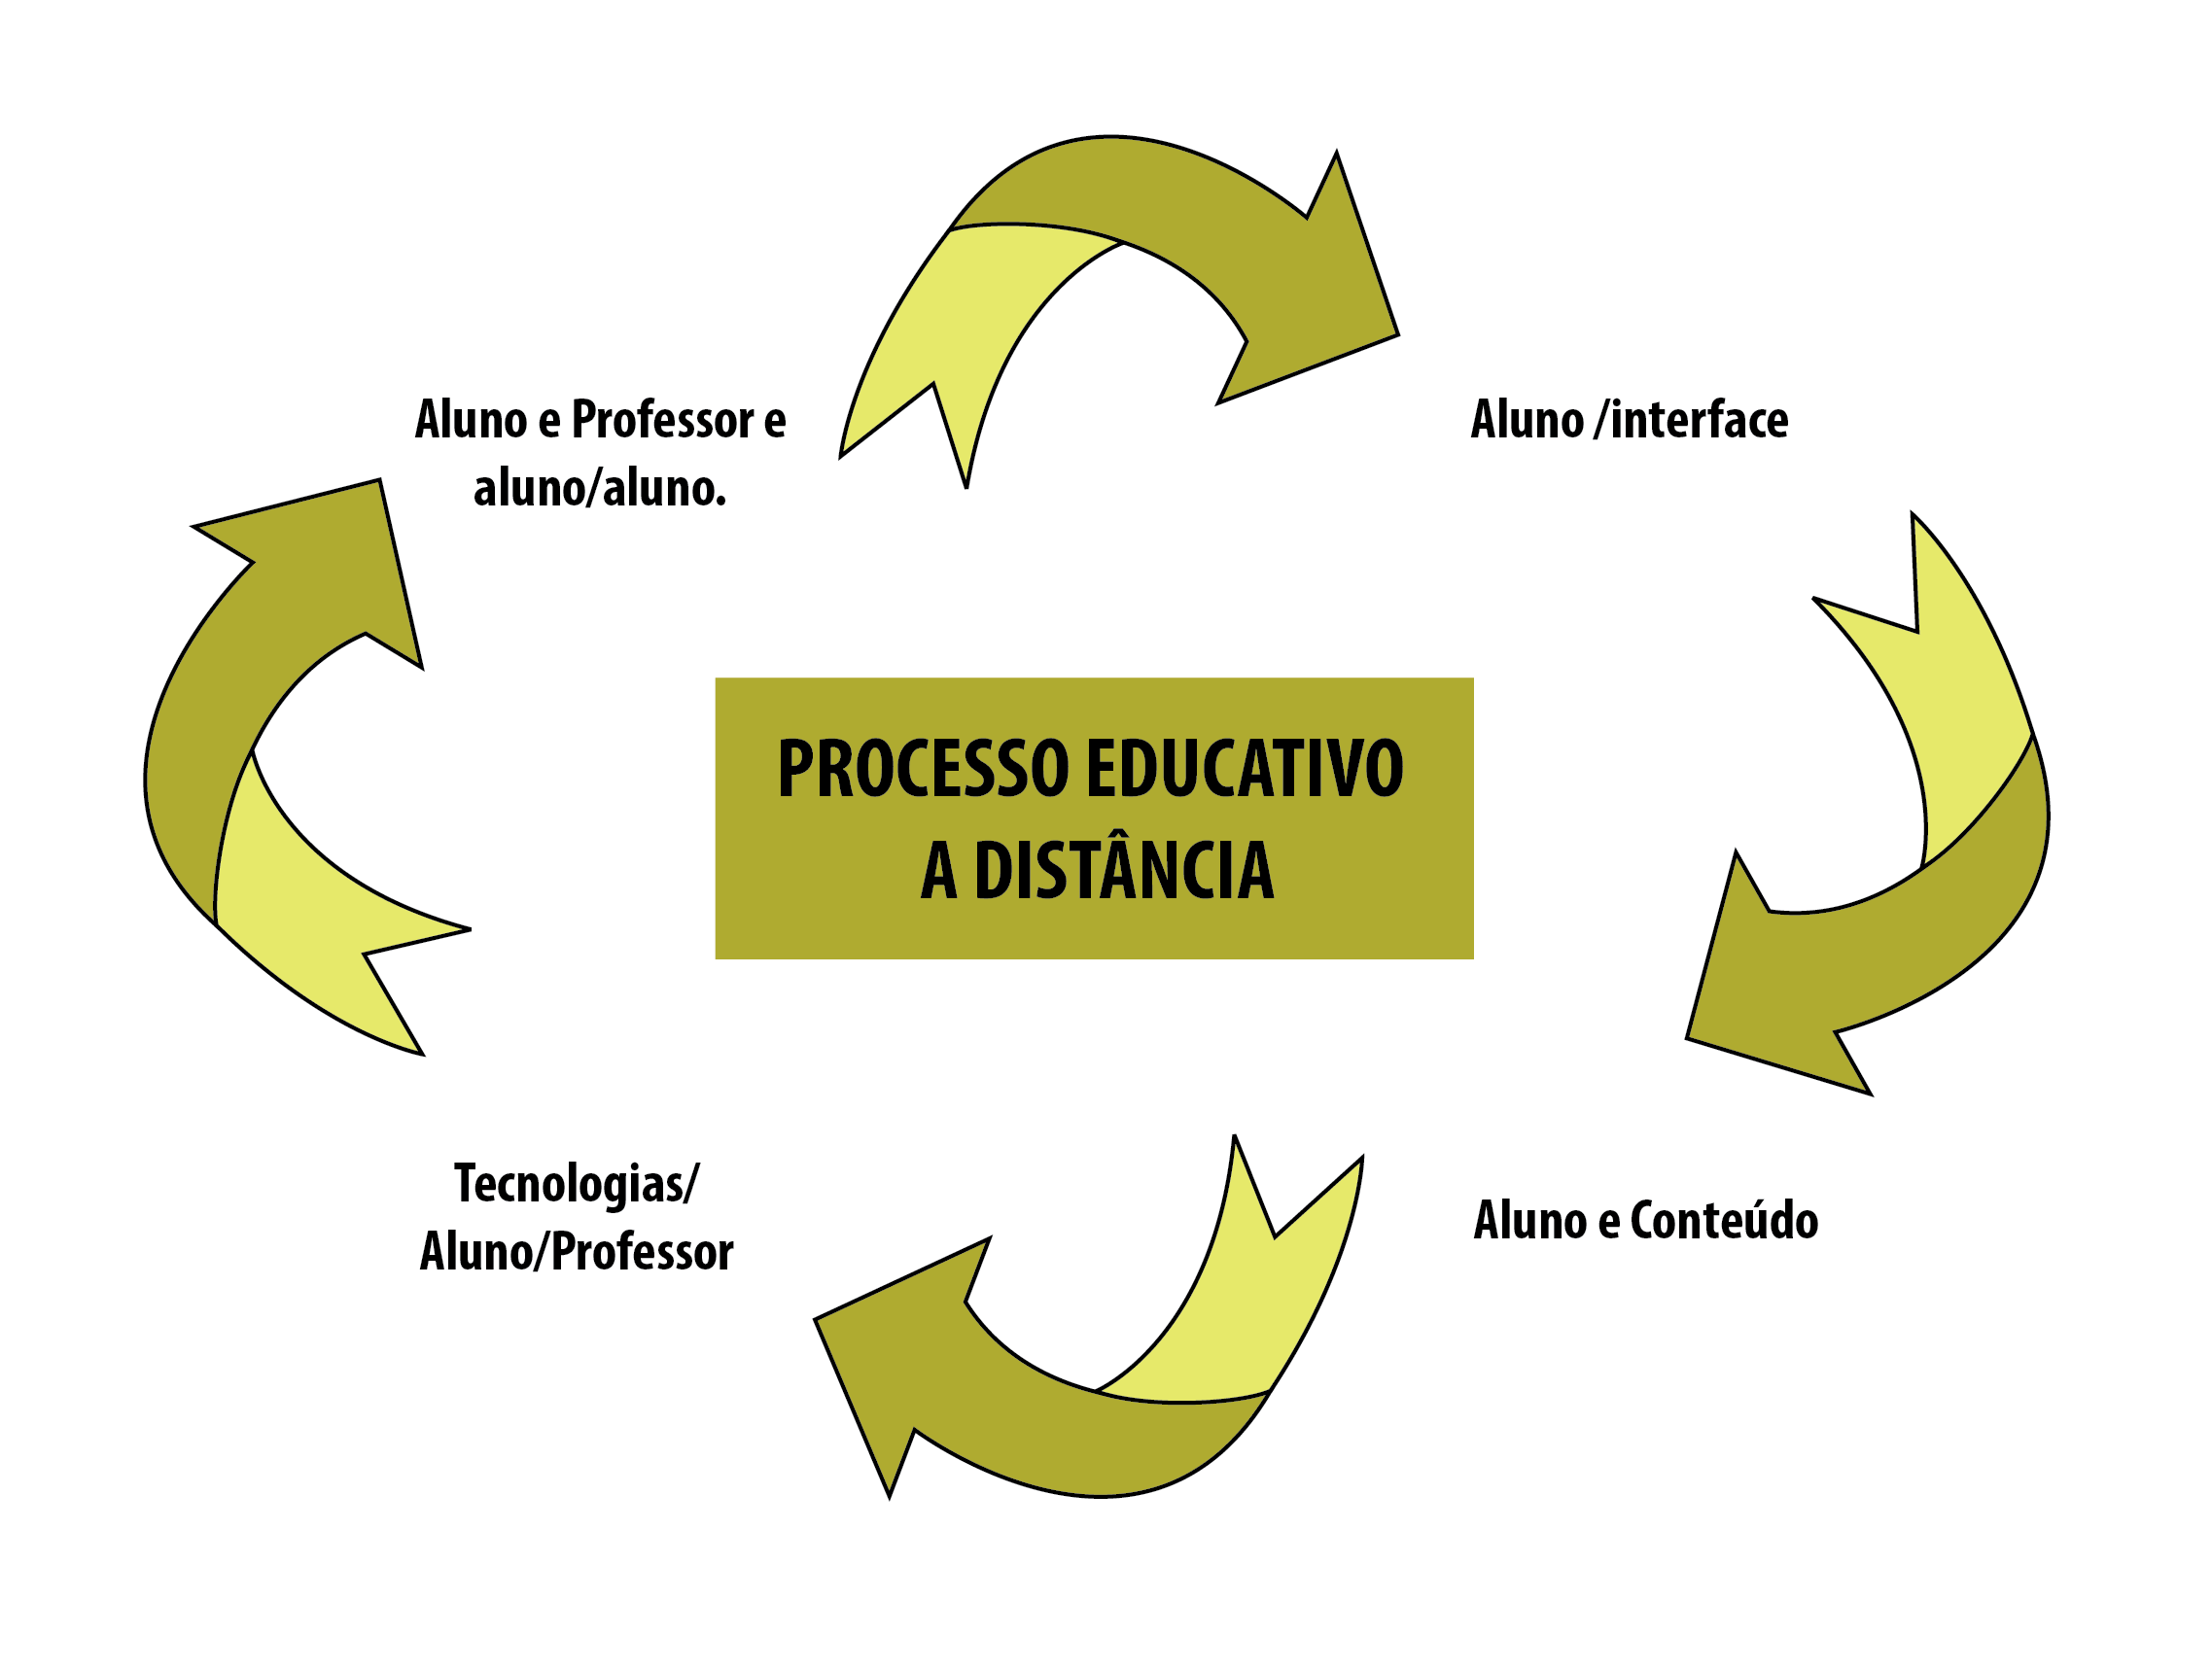 Aluno e Professor e
aluno/aluno.
Aluno /interface
PROCESSO EDUCATIVO
A DISTÂNCIA
Tecnologias/
Aluno/Professor
Aluno e Conteúdo